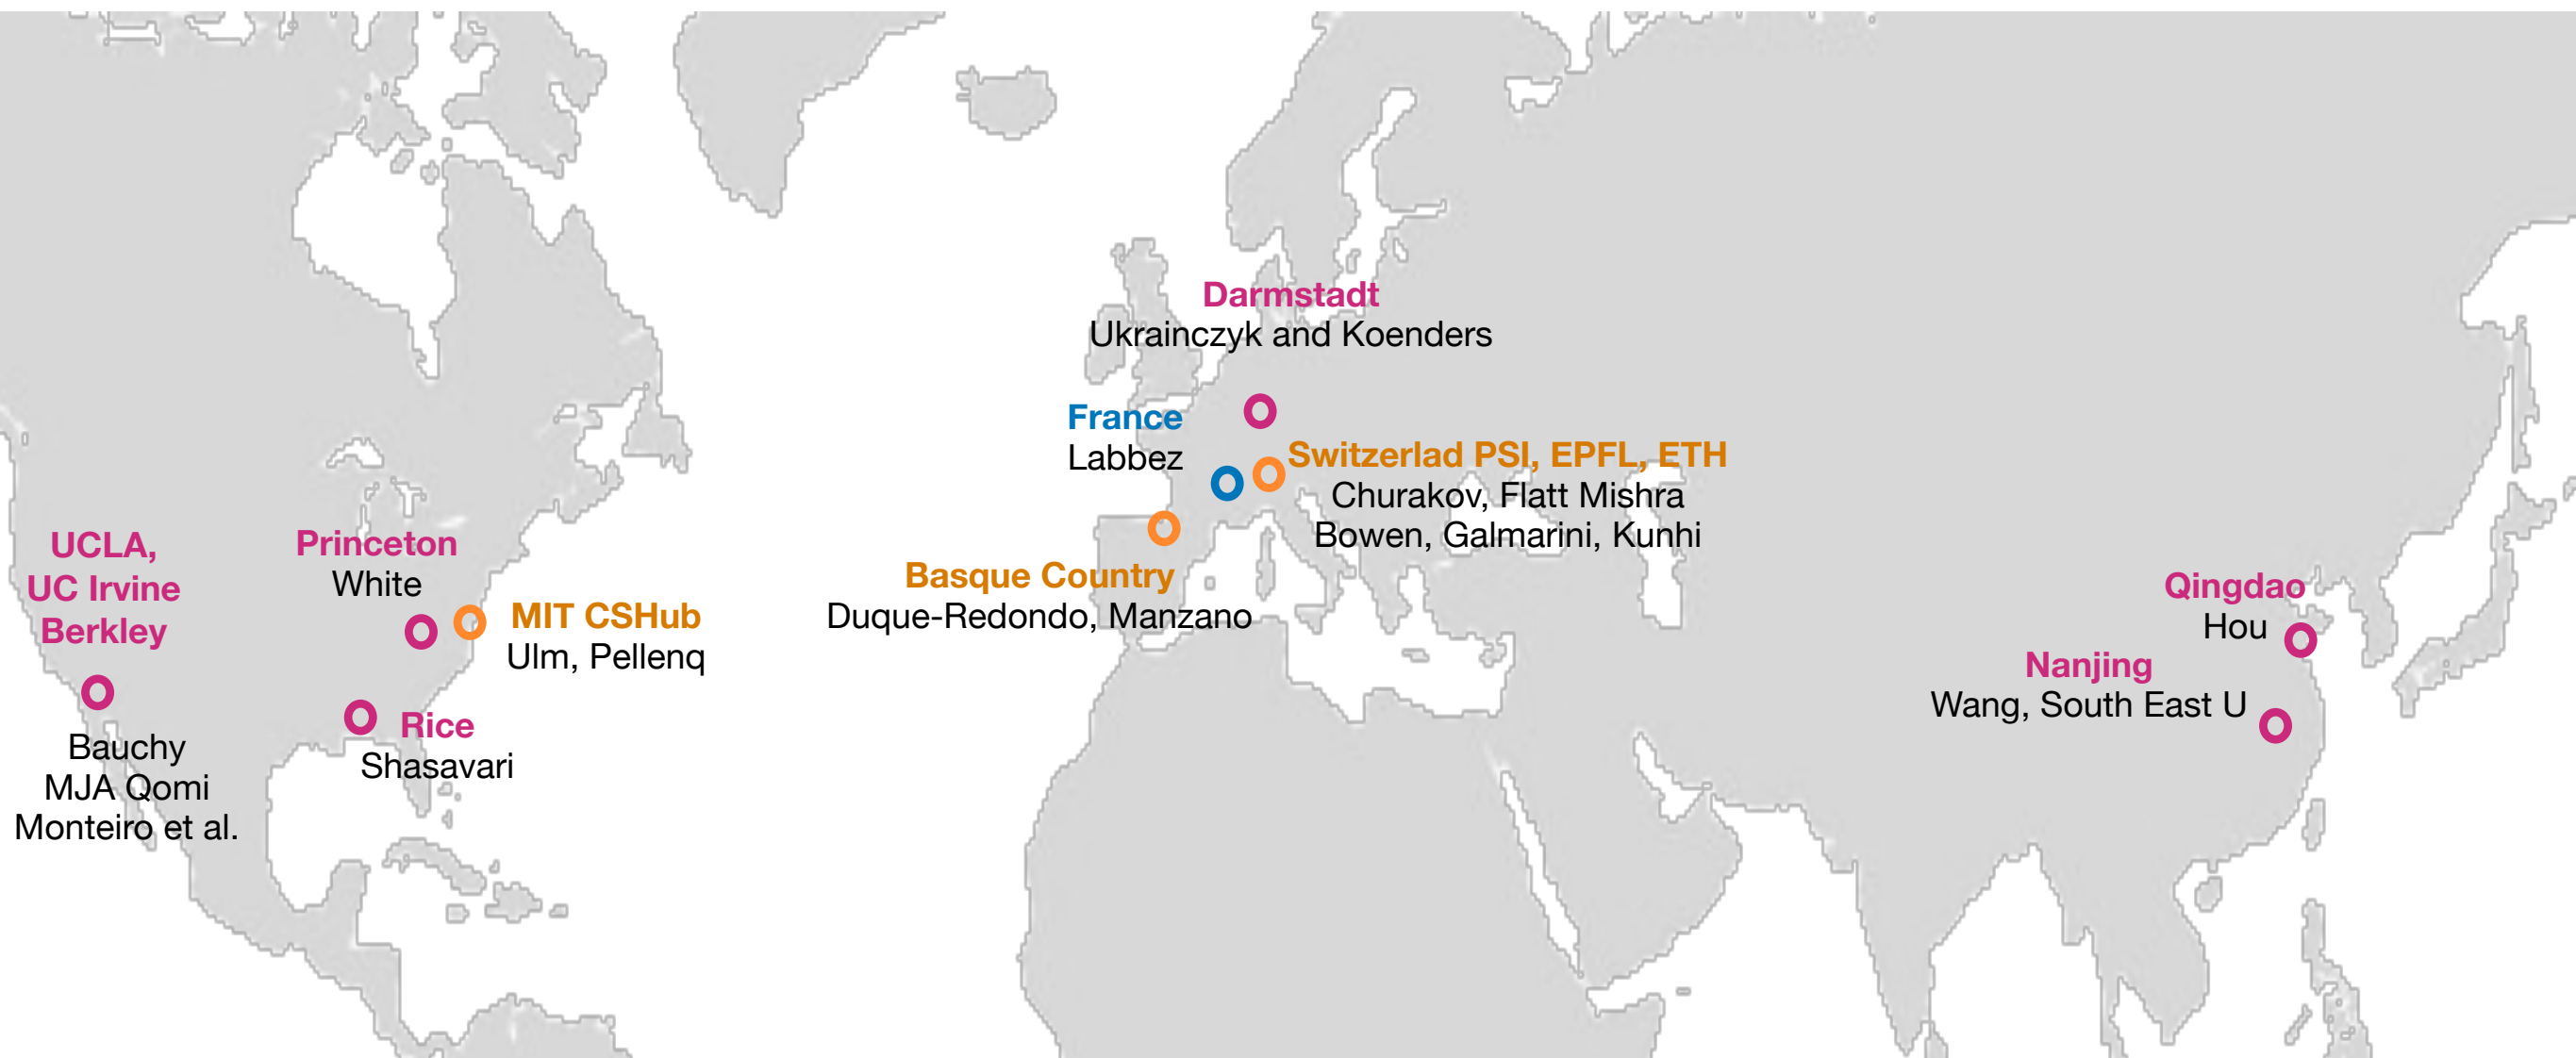 UCLA,
UC Irvine
Berkley
Bauchy
MJA Qomi
Monteiro et al.
Princeton
White
MIT CSHub
Ulm, Pellenq
Rice
Shasavari
Darmstadt
Ukrainczyk and Koenders
France
Labbez
Switzerlad PSI, EPFL, ETH
Churakov, Flatt Mishra
Bowen, Galmarini, Kunhi
Basque Country
Duque-Redondo, Manzano
Qingdao
Hou
Nanjing
Wang, South East U